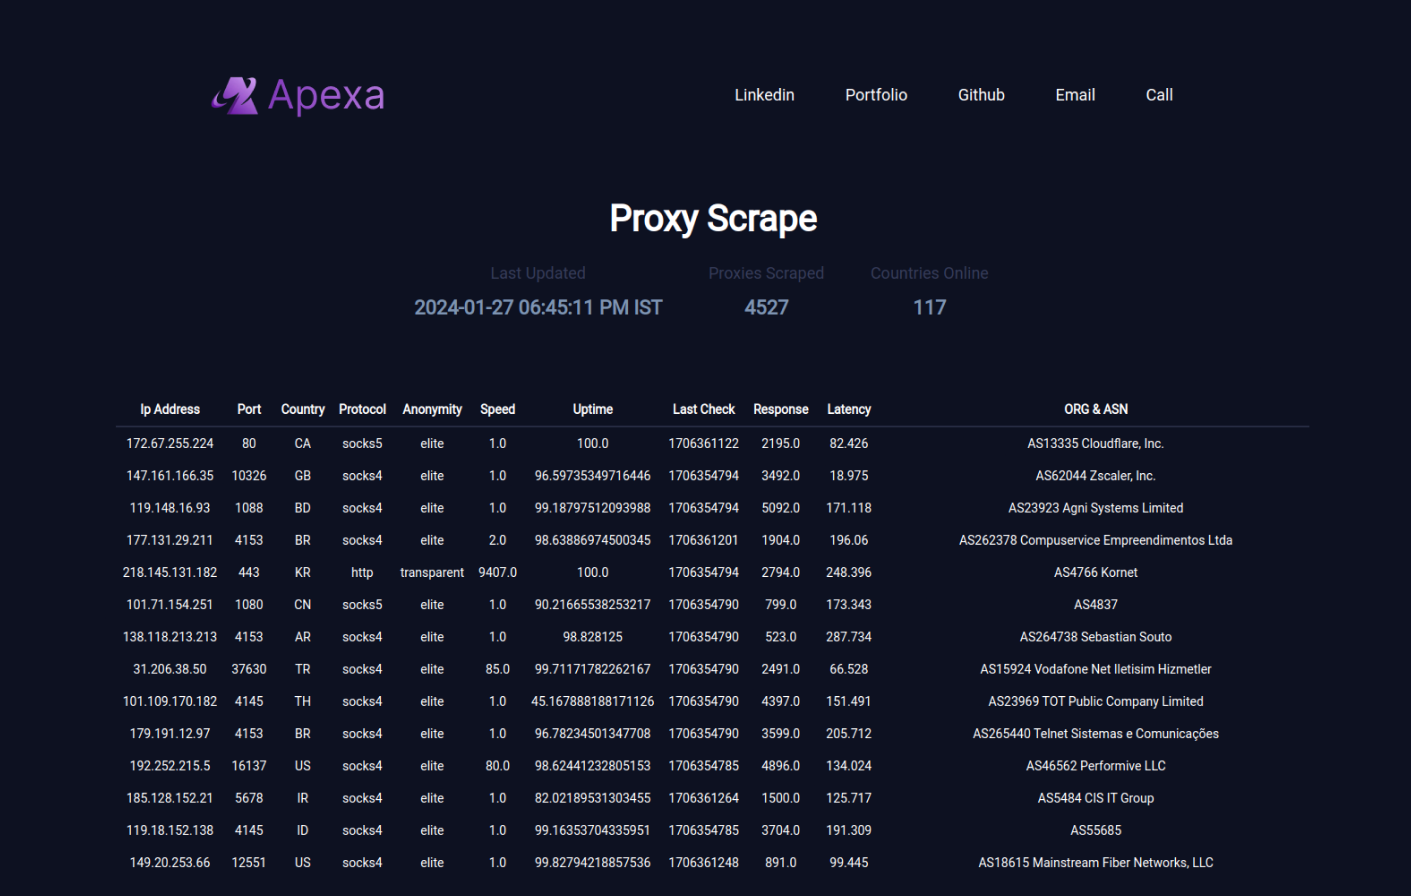 Apexa Linkedin Portfolio Github Email Call
Proxy Scrape
Last Updated Proxies Scraped Countries Online
2024-01-27 06:45:11 PM IST 4527 117
Ip Address Port Country Protocol Anonymity Speed Uptime Last Check Response Latency ORG & ASN
172.67.255.224 80 CA socks5 elite 1.0 100.0 1706361122 2195.0 82.426 AS13335 Cloudflare, Inc.
147.161.166.35 10326 GB socks4 elite 1.0 96.59735349716446 1706354794 3492.0 18.975 AS62044 Zscaler, Inc.
119.148.16.93 1088 BD socks4 elite 1.0 99.18797512093988 1706354794 5092.0 171.118 AS23923 Agni Systems Limited
177.131.29.211 4153 BR socks4 elite 2.0 98.63886974500345 1706361201 1904.0 196.06 AS262378 Compuservice Empreendimentos Ltda
218.145.131.182 443 KR http transparent 9407.0 100.0 1706354794 2794.0 248.396 AS4766 Kornet
101.71.154.251 1080 CN socks5 elite 1.0 90.21665538253217 1706354790 799.0 173.343 AS4837
138.118.213.213 4153 AR socks4 elite 1.0 98.828125 1706354790 523.0 287.734 AS264738 Sebastian Souto
31.206.38.50 37630 TR socks4 elite 85.0 99.71171782262167 1706354790 2491.0 66.528 AS15924 Vodafone Net Iletisim Hizmetler
101.109.170.182 4145 TH socks4 elite 1.0 45.167888188171126 1706354790 4397.0 151.491 AS23969 TOT Public Company Limited
179.191.12.97 4153 BR socks4 elite 1.0 96.78234501347708 1706354790 3599.0 205.712 AS265440 Telnet Sistemas e Comunicações
192.252.215.5 16137 US socks4 elite 80.0 98.62441232805153 1706354785 4896.0 134.024 AS46562 Performive LLC
185.128.152.21 5678 IR socks4 elite 1.0 82.02189531303455 1706361264 1500.0 125.717 AS5484 CIS IT Group
119.18.152.138 4145 ID socks4 elite 1.0 99.16353704335951 1706354785 3704.0 191.309 AS55685
149.20.253.66 12551 US socks4 elite 1.0 99.82794218857536 1706361248 891.0 99.445 AS18615 Mainstream Fiber Networks, LLC